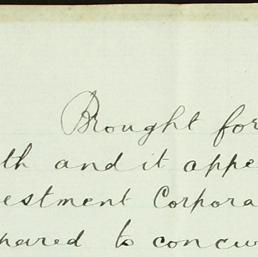 Brought for
th and it appe
estment Corpora
pared to concu